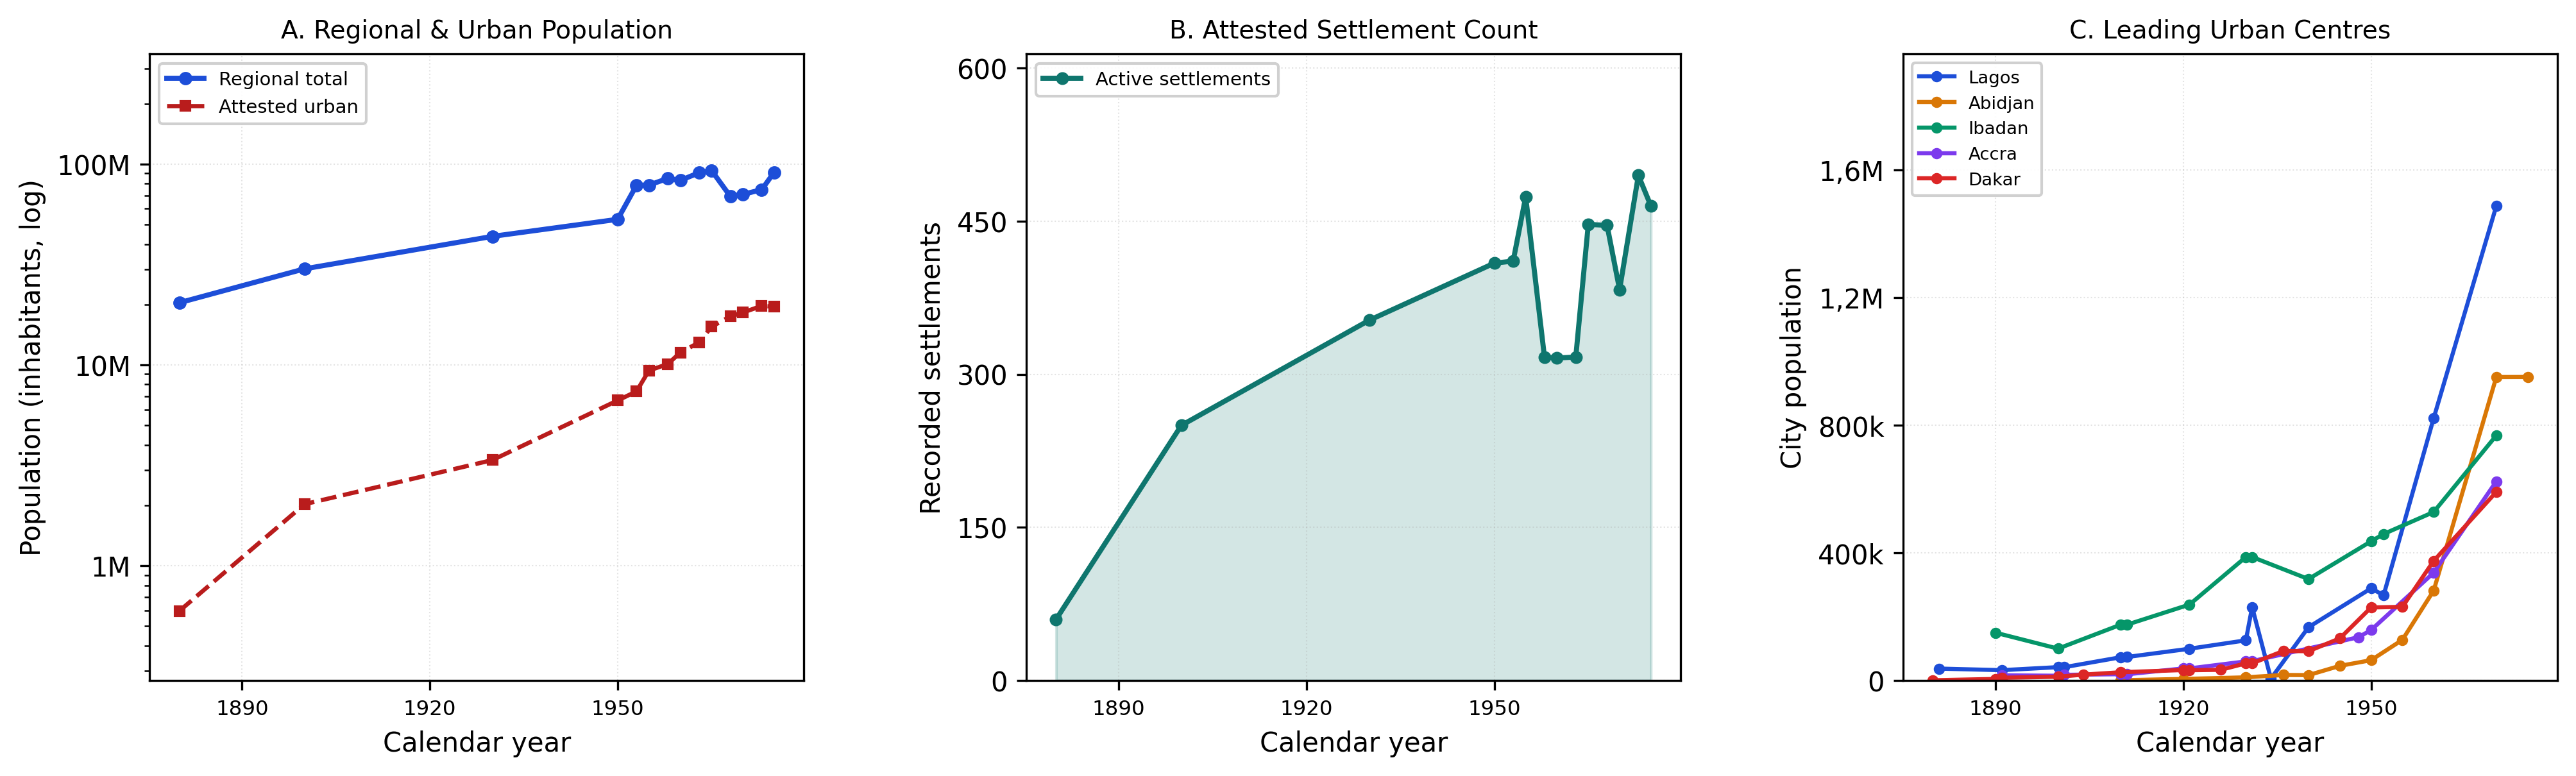 A. Regional & Urban Population
Regional total
Attested urban
100M
10M
1M
Population (inhabitants, log)
1890
1920
1950
Calendar year
B. Attested Settlement Count
Active settlements
600
450
300
150
0
Recorded settlements
1890
1920
1950
Calendar year
C. Leading Urban Centres
Lagos
Abidjan
Ibadan
Accra
Dakar
1,6M
1,2M
800k
400k
0
City population
1890
1920
1950
Calendar year